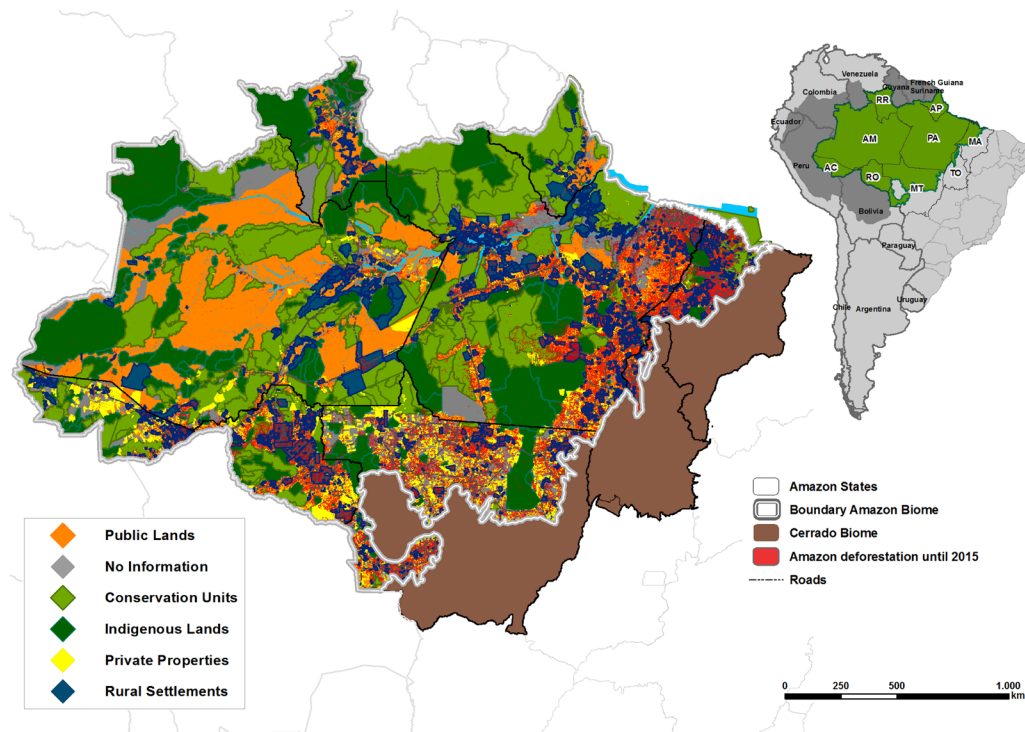 Venezuela
Guyana
French Guiana
Suriname
Colombia
RR
AP
Ecuador
AM
PA
MA
Peru
AC
RO
TO
MT
Bolivia
Paraguay
Uruguay
Chile
Argentina
Amazon States
Boundary Amazon Biome
Cerrado Biome
Amazon deforestation until 2015
Roads
Public Lands
No Information
Conservation Units
Indigenous Lands
Private Properties
Rural Settlements
0 250 500 1.000
km